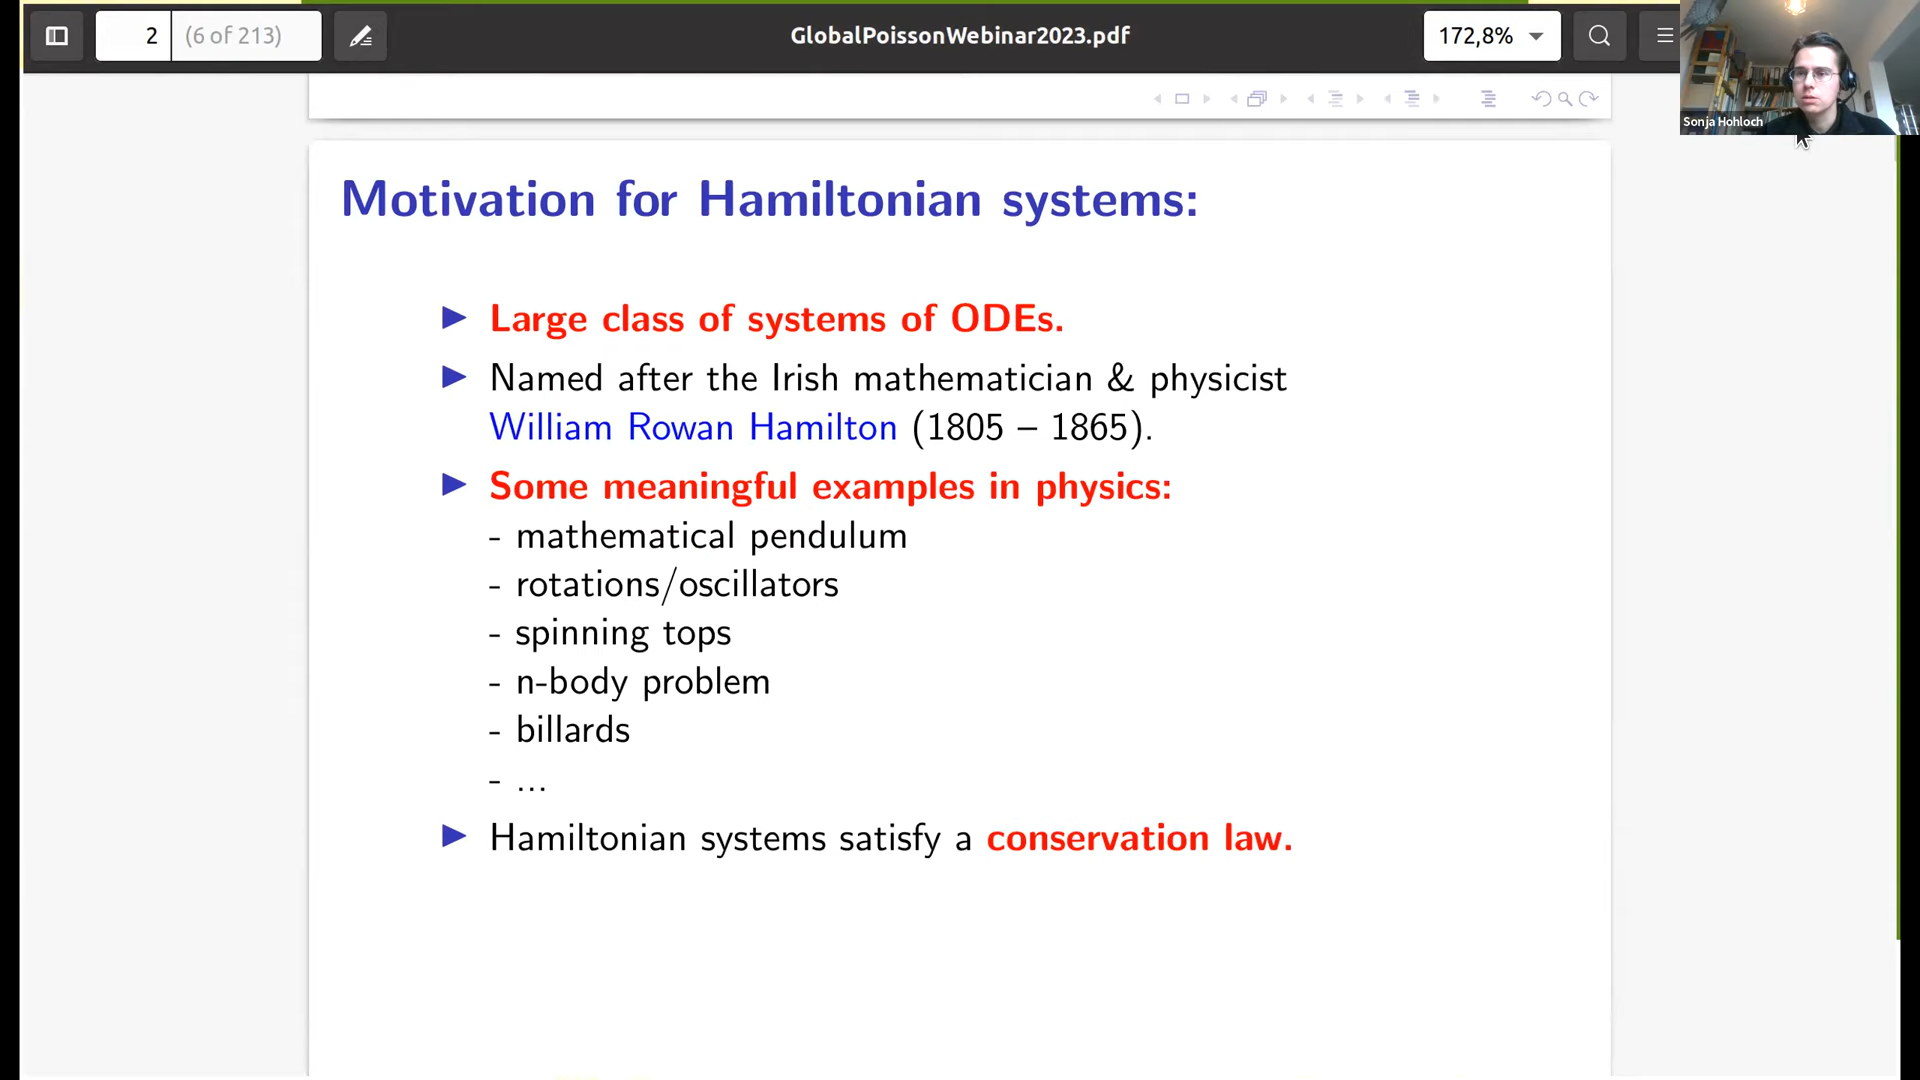 2 (6 of 213) GlobalPoissonWebinar2023.pdf 172,8%
Sonja Hohloch
Motivation for Hamiltonian systems:
Large class of systems of ODEs.
Named after the Irish mathematician & physicist
William Rowan Hamilton (1805 – 1865).
Some meaningful examples in physics:
- mathematical pendulum
- rotations/oscillators
- spinning tops
- n-body problem
- billards
- ...
Hamiltonian systems satisfy a conservation law.